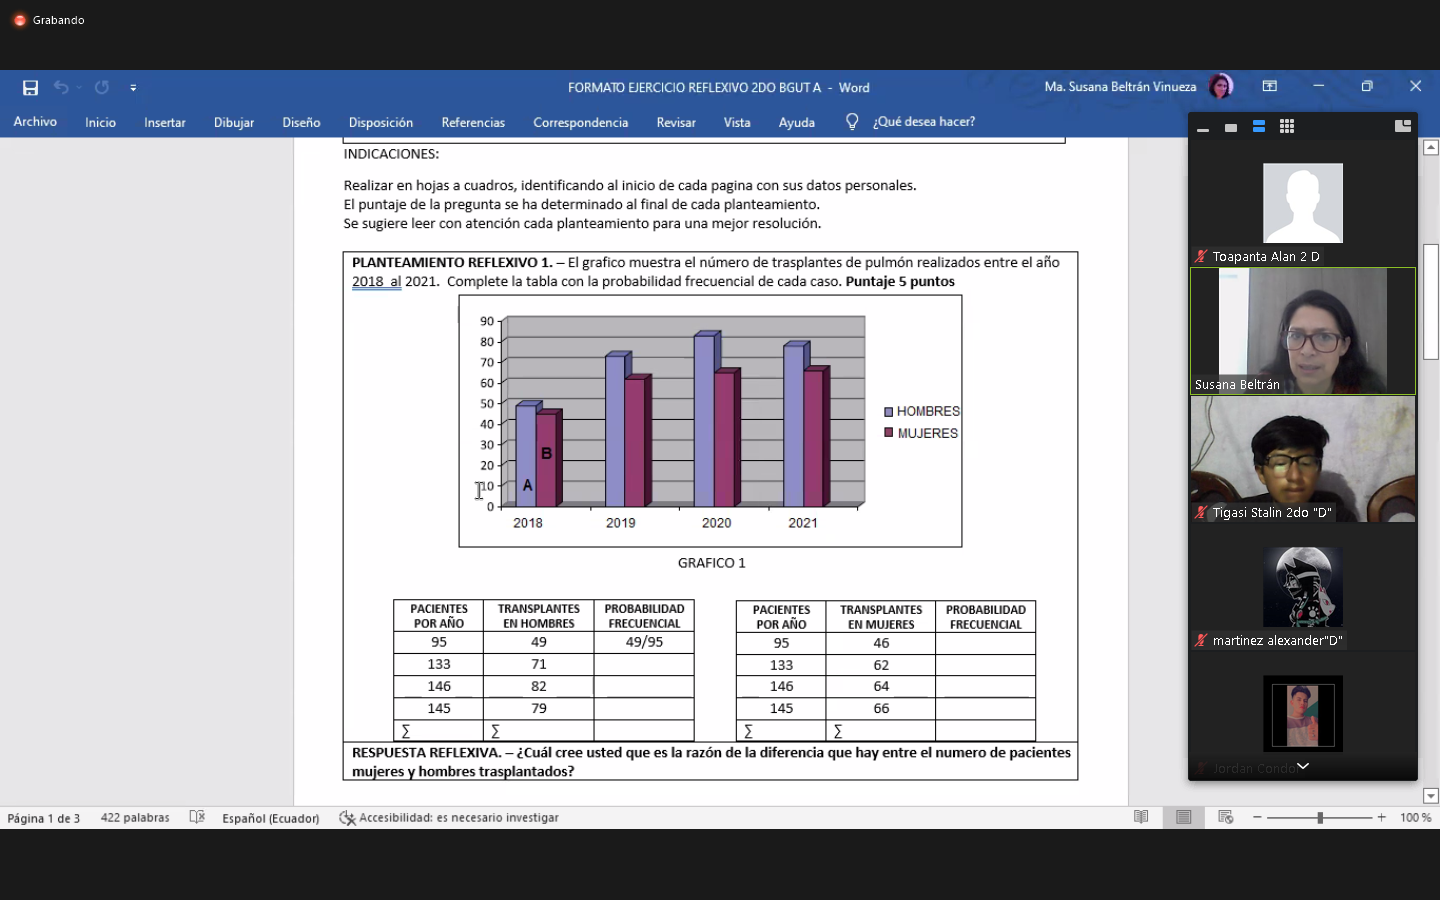 Grabando
FORMATO EJERCICIO REFLEXIVO 2DO BGUT A - Word
Ma. Susana Beltrán Vinueza
Archivo Inicio Insertar Dibujar Diseño Disposición Referencias Correspondencia Revisar Vista Ayuda ¿Qué desea hacer?
INDICACIONES:
Realizar en hojas a cuadros, identificando al inicio de cada pagina con sus datos personales.
El puntaje de la pregunta se ha determinado al final de cada planteamiento.
Se sugiere leer con atención cada planteamiento para una mejor resolución.
PLANTEAMIENTO REFLEXIVO 1. – El grafico muestra el número de trasplantes de pulmón realizados entre el año
2018 al 2021. Complete la tabla con la probabilidad frecuencial de cada caso. Puntaje 5 puntos
90
80
70
60
50
40
30
20
10
0
A
B
2018 2019 2020 2021
HOMBRES
MUJERES
GRAFICO 1
PACIENTES POR AÑO TRANSPLANTES EN HOMBRES PROBABILIDAD FRECUENCIAL
95 49 49/95
133 71
146 82
145 79
∑ ∑
PACIENTES POR AÑO TRANSPLANTES EN MUJERES PROBABILIDAD FRECUENCIAL
95 46
133 62
146 64
145 66
∑ ∑
RESPUESTA REFLEXIVA. – ¿Cuál cree usted que es la razón de la diferencia que hay entre el numero de pacientes
mujeres y hombres trasplantados?
Toapanta Alan 2 D
Susana Beltrán
Tigasi Stalin 2do "D"
martinez alexander"D"
Jordan Condor
Página 1 de 3 422 palabras Español (Ecuador) Accesibilidad: es necesario investigar 100 %